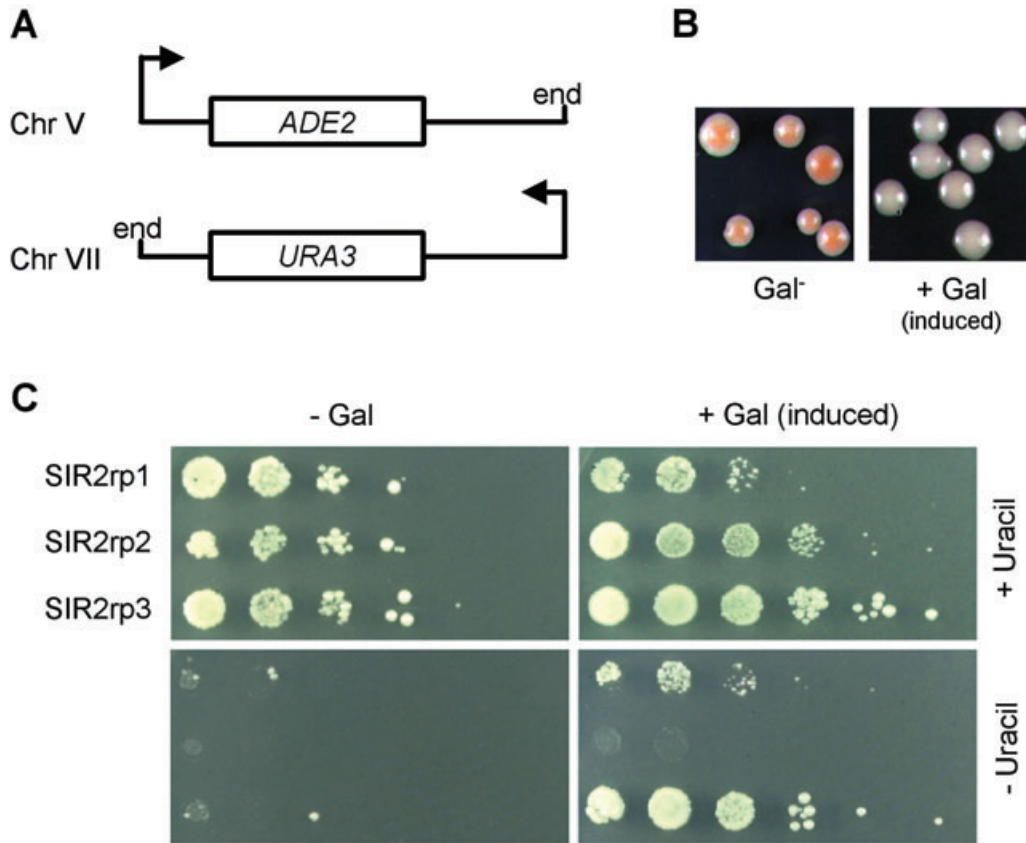 A
Chr V
ADE2
end
Chr VII
end
URA3
B
Gal-
+ Gal
(induced)
C
- Gal
+ Gal (induced)
SIR2rp1
SIR2rp2
SIR2rp3
+ Uracil
- Uracil